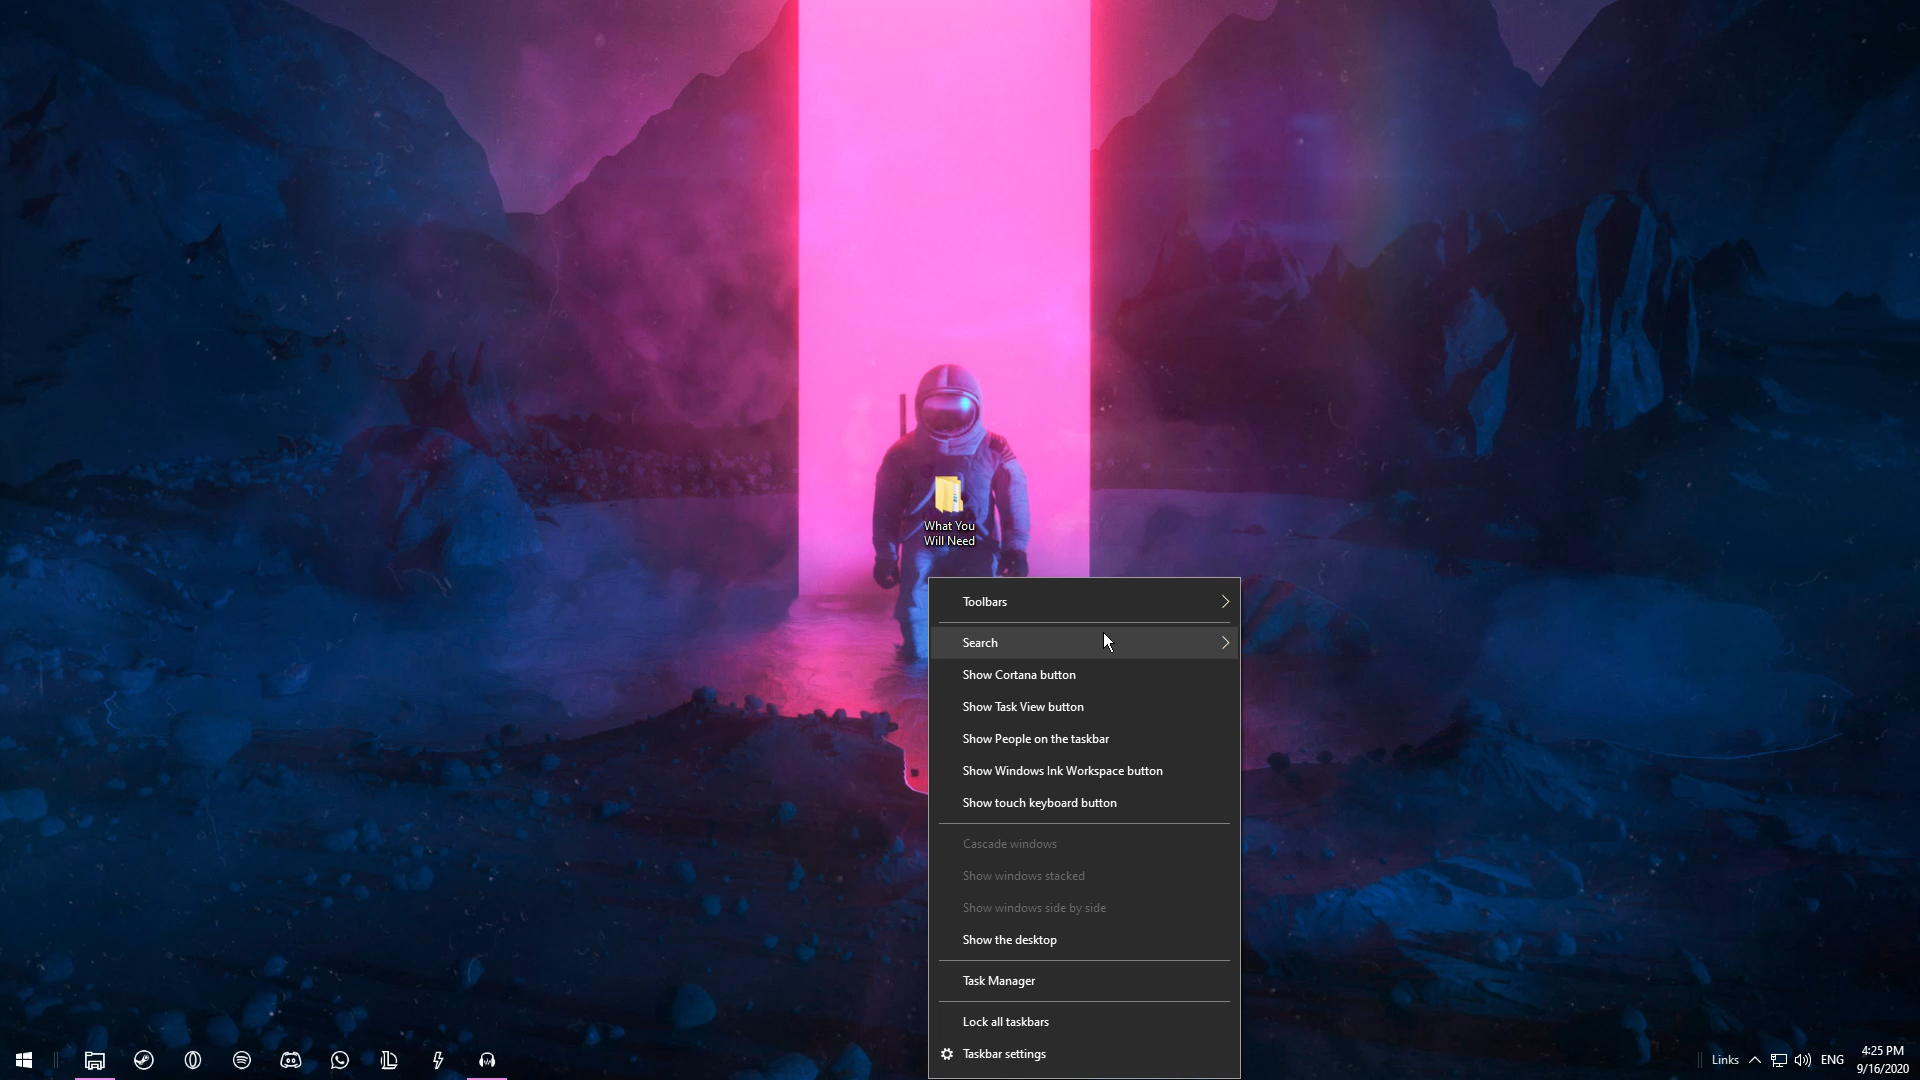 What You
Will Need
Toolbars
Search
Show Cortana button
Show Task View button
Show People on the taskbar
Show Windows Ink Workspace button
Show touch keyboard button
Cascade windows
Show windows stacked
Show windows side by side
Show the desktop
Task Manager
Lock all taskbars
Taskbar settings
Links
ENG
4:25 PM
9/16/2020